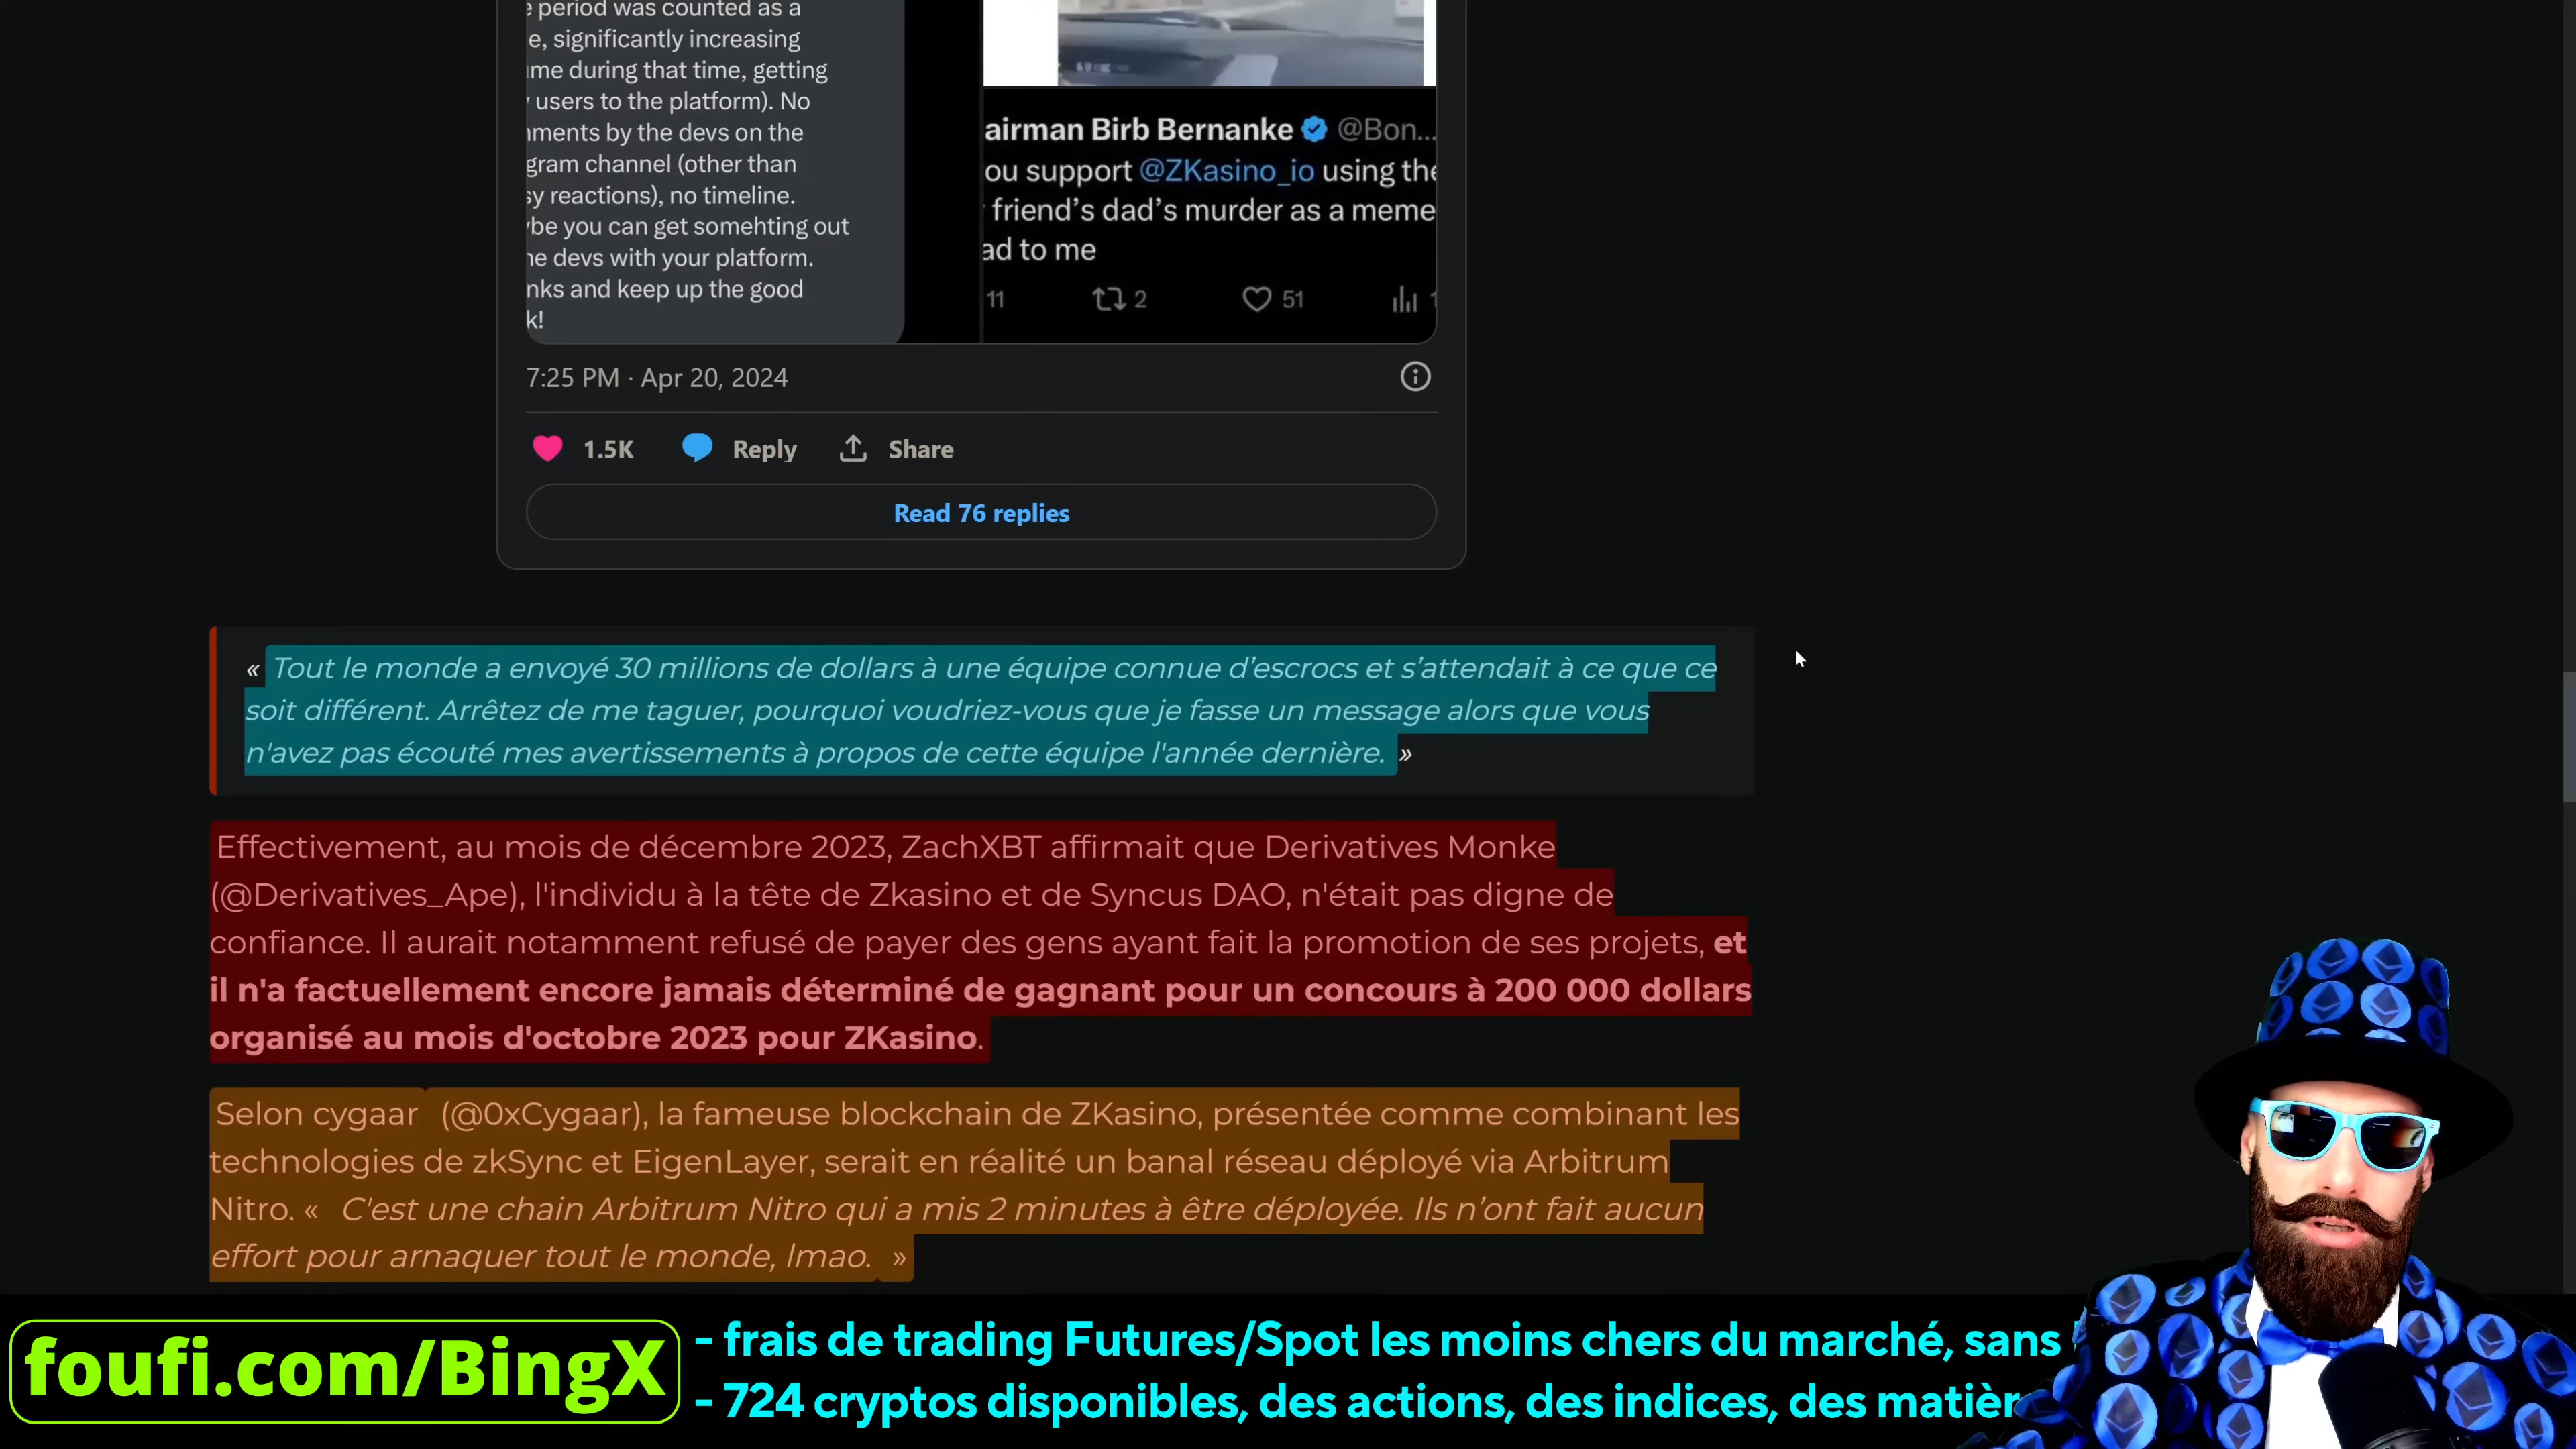 period was counted as a
e, significantly increasing
me during that time, getting
users to the platform). No
ments by the devs on the
gram channel (other than
sy reactions), no timeline.
be you can get somehting out
he devs with your platform.
nks and keep up the good
k!
airman Birb Bernanke @Bon...
ou support @ZKasino_io using the
friend's dad's murder as a meme
ad to me
11 2 51 1
7:25 PM · Apr 20, 2024
1.5K Reply Share
Read 76 replies
« Tout le monde a envoyé 30 millions de dollars à une équipe connue d’escrocs et s’attendait à ce que ce
soit différent. Arrêtez de me taguer, pourquoi voudriez-vous que je fasse un message alors que vous
n'avez pas écouté mes avertissements à propos de cette équipe l'année dernière. »
Effectivement, au mois de décembre 2023, ZachXBT affirmait que Derivatives Monke
(@Derivatives_Ape), l'individu à la tête de Zkasino et de Syncus DAO, n'était pas digne de
confiance. Il aurait notamment refusé de payer des gens ayant fait la promotion de ses projets, et
il n'a factuellement encore jamais déterminé de gagnant pour un concours à 200 000 dollars
organisé au mois d'octobre 2023 pour ZKasino.
Selon cygaar (@0xCygaar), la fameuse blockchain de ZKasino, présentée comme combinant les
technologies de zkSync et EigenLayer, serait en réalité un banal réseau déployé via Arbitrum
Nitro. « C'est une chain Arbitrum Nitro qui a mis 2 minutes à être déployée. Ils n’ont fait aucun
effort pour arnaquer tout le monde, lmao. »
foufi.com/BingX
- frais de trading Futures/Spot les moins chers du marché, sans
- 724 cryptos disponibles, des actions, des indices, des matièr